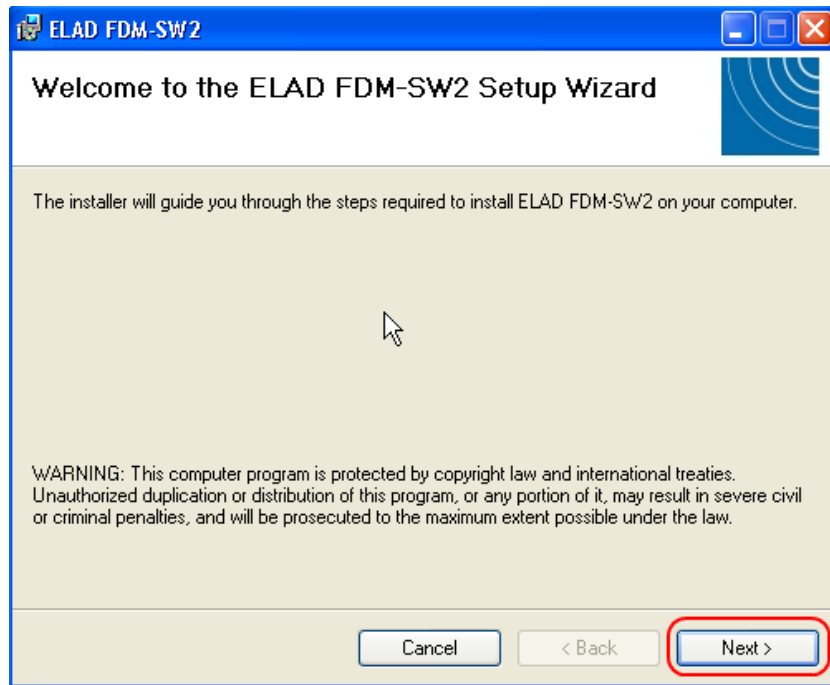 ELAD FDM-SW2
Welcome to the ELAD FDM-SW2 Setup Wizard
The installer will guide you through the steps required to install ELAD FDM-SW2 on your computer.
WARNING: This computer program is protected by copyright law and international treaties.
Unauthorized duplication or distribution of this program, or any portion of it, may result in severe civil
or criminal penalties, and will be prosecuted to the maximum extent possible under the law.
Cancel
< Back
Next >